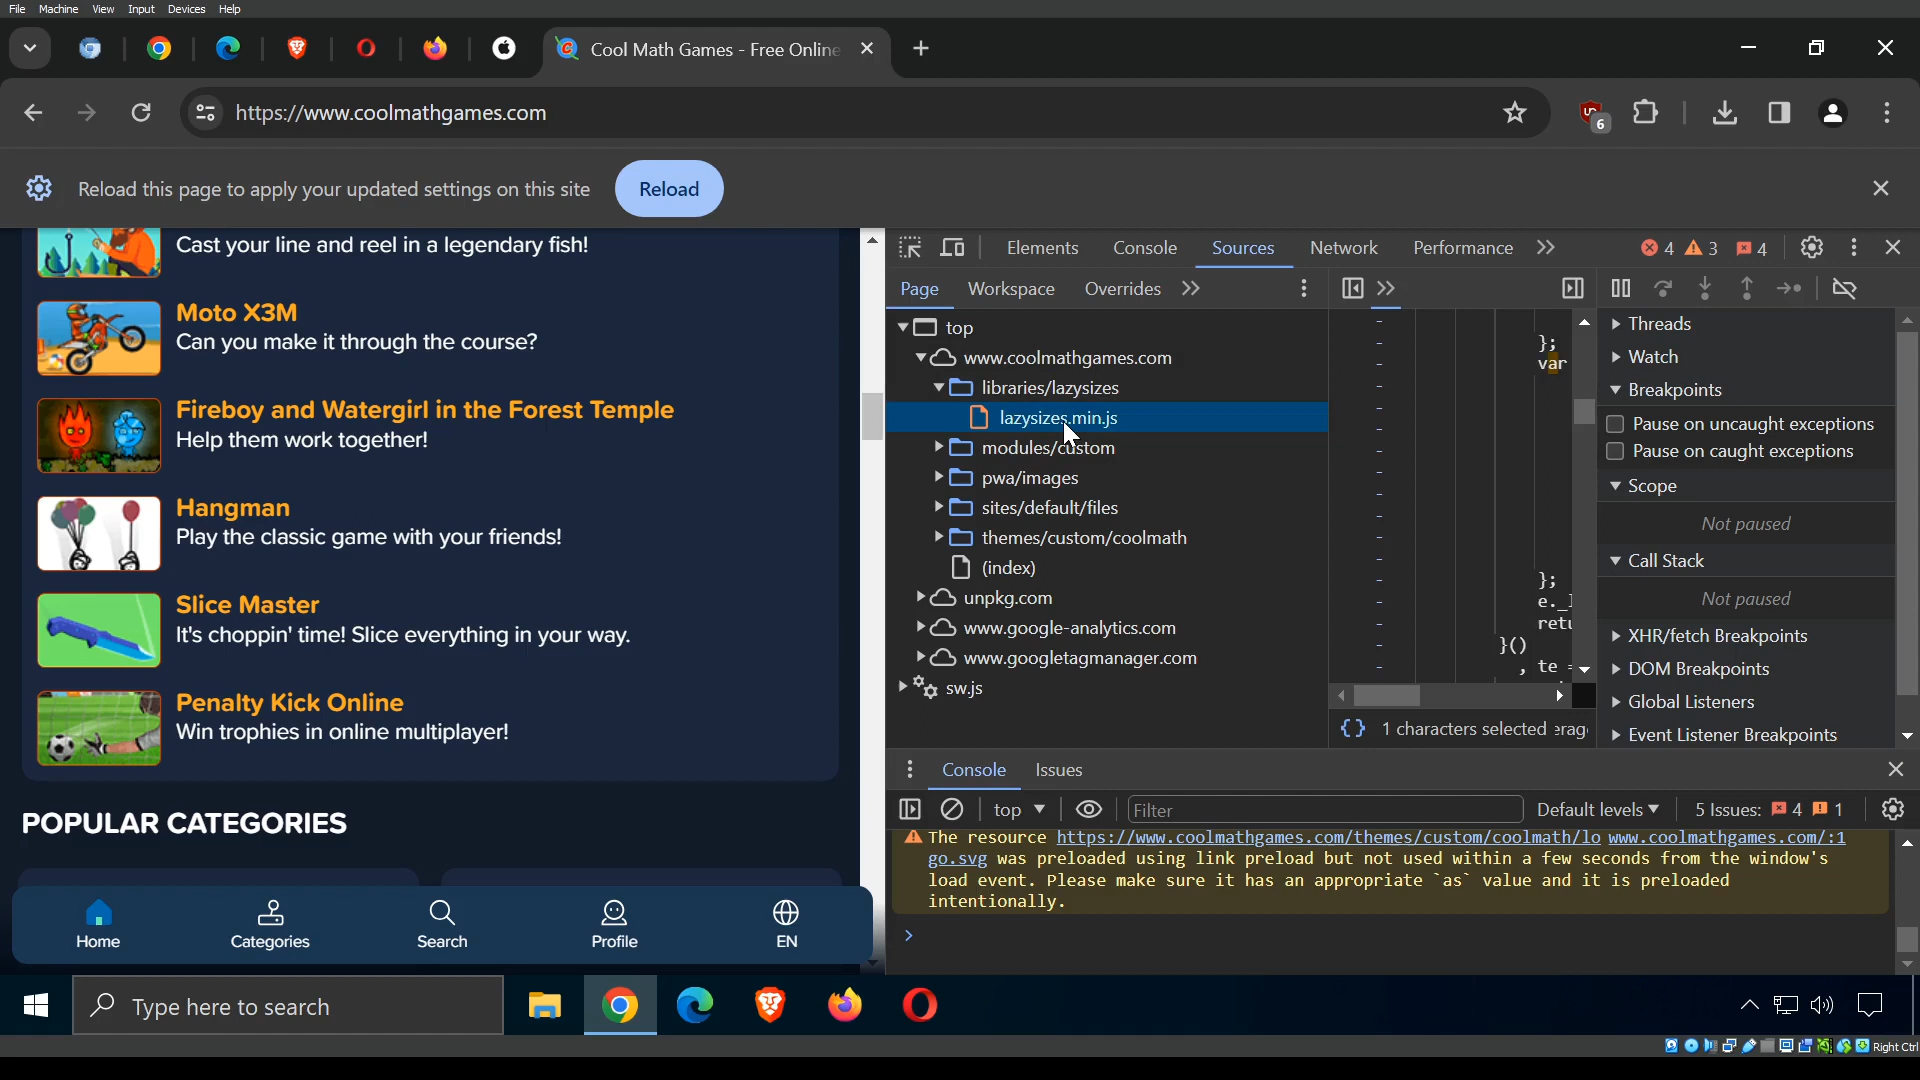 File Machine View Input Devices Help
Cool Math Games - Free Online
https://www.coolmathgames.com
6
Reload this page to apply your updated settings on this site
Reload
Cast your line and reel in a legendary fish!
Moto X3M
Can you make it through the course?
Fireboy and Watergirl in the Forest Temple
Help them work together!
Hangman
Play the classic game with your friends!
Slice Master
It's choppin' time! Slice everything in your way.
Penalty Kick Online
Win trophies in online multiplayer!
POPULAR CATEGORIES
Home
Categories
Search
Profile
EN
Elements Console Sources Network Performance
4 3 4
Page Workspace Overrides
top
www.coolmathgames.com
libraries/lazysizes
lazysizes.min.js
modules/custom
pwa/images
sites/default/files
themes/custom/coolmath
(index)
unpkg.com
www.google-analytics.com
www.googletagmanager.com
sw.js
};
var
};
e._
retu
}()
, te =
{ } 1 characters selected erag
Threads
Watch
Breakpoints
Pause on uncaught exceptions
Pause on caught exceptions
Scope
Not paused
Call Stack
Not paused
XHR/fetch Breakpoints
DOM Breakpoints
Global Listeners
Event Listener Breakpoints
Console Issues
top
Filter
Default levels
5 Issues: 4 1
The resource https://www.coolmathgames.com/themes/custom/coolmath/lo www.coolmathgames.com/:1
go.svg was preloaded using link preload but not used within a few seconds from the window's
load event. Please make sure it has an appropriate `as` value and it is preloaded
intentionally.
Type here to search
Right Ctrl